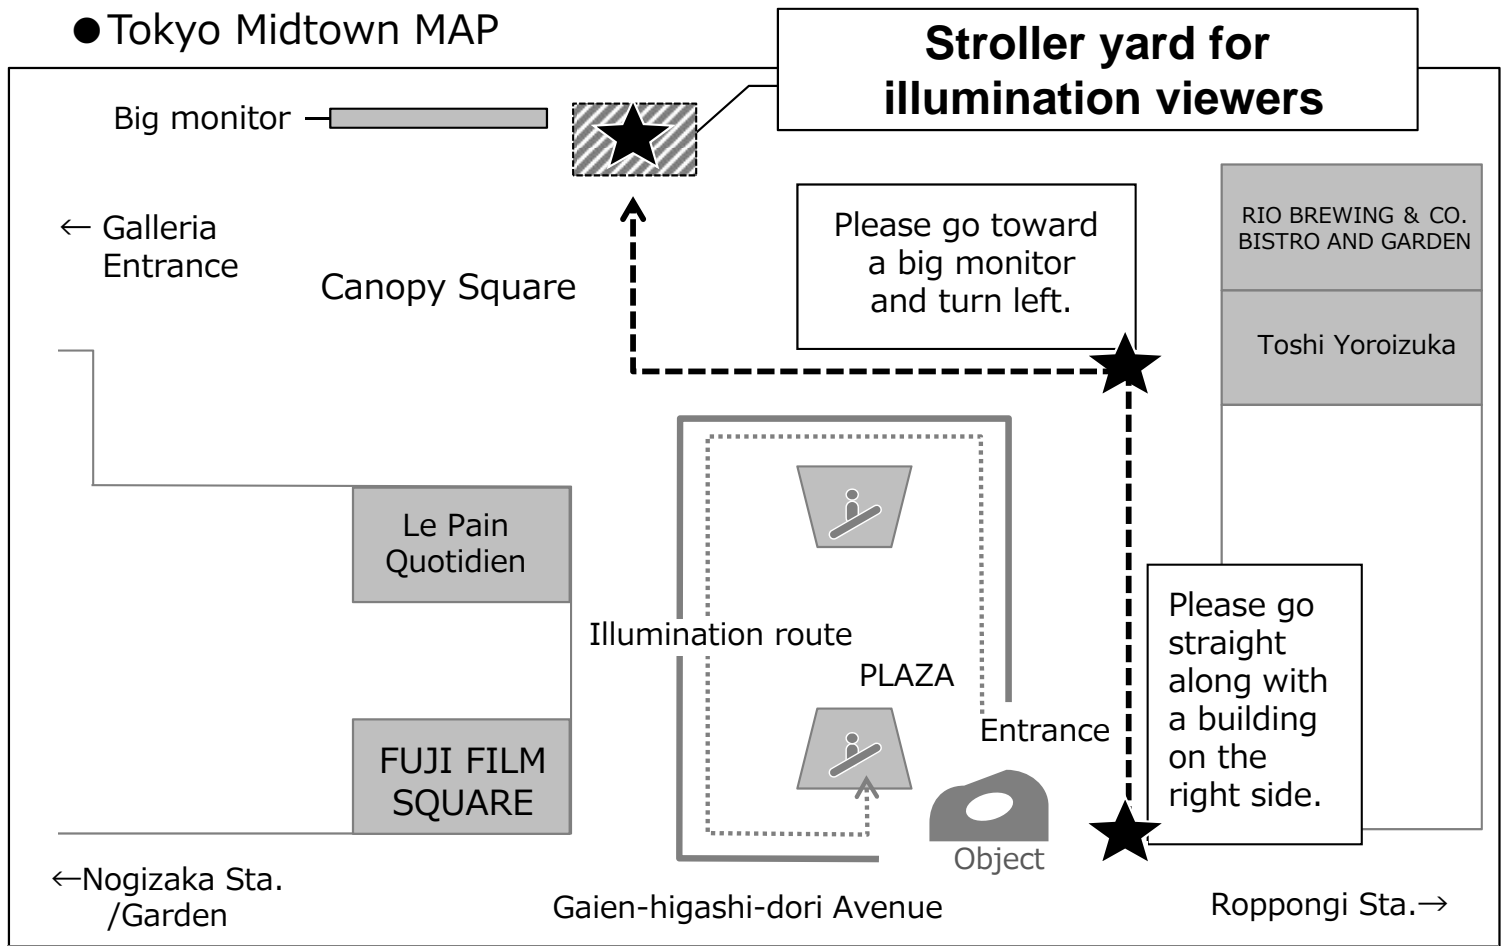 ●Tokyo Midtown MAP
Stroller yard for
illumination viewers
Big monitor
← Galleria
Entrance
Canopy Square
Please go toward
a big monitor
and turn left.
RIO BREWING & CO.
BISTRO AND GARDEN
Toshi Yoroizuka
Le Pain
Quotidien
Illumination route
PLAZA
Entrance
Please go
straight
along with
a building
on the
right side.
FUJI FILM
SQUARE
Object
←Nogizaka Sta.
/Garden
Gaien-higashi-dori Avenue
Roppongi Sta.→